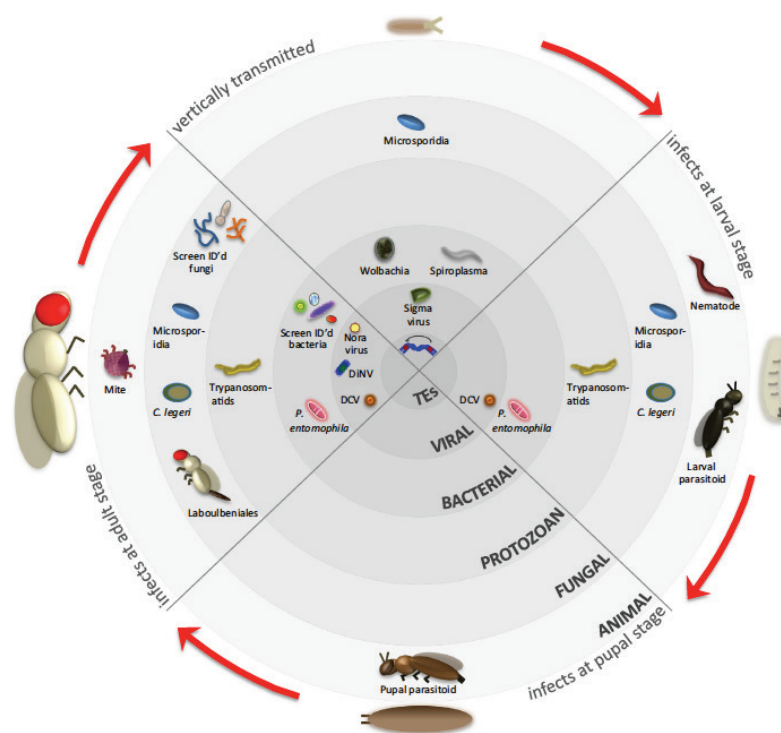 vertically transmitted
infects at larval stage
Microsporidia
Screen ID'd
fungi
Wolbachia
Spiroplasma
Nematode
Sigma
virus
Screen ID'd
bacteria
Nora
virus
Microspor-
idia
Microspor-
idia
Mite
Trypanosom-
atids
DiNV
TEs
Trypanosom-
atids
C. legeri
DCV
DCV
C. legeri
P.
entomophila
P.
entomophila
VIRAL
Larval
parasitoid
BACTERIAL
Laboulbeniales
PROTOZOAN
infects at adult stage
FUNGAL
ANIMAL
infects at pupal stage
Pupal parasitoid